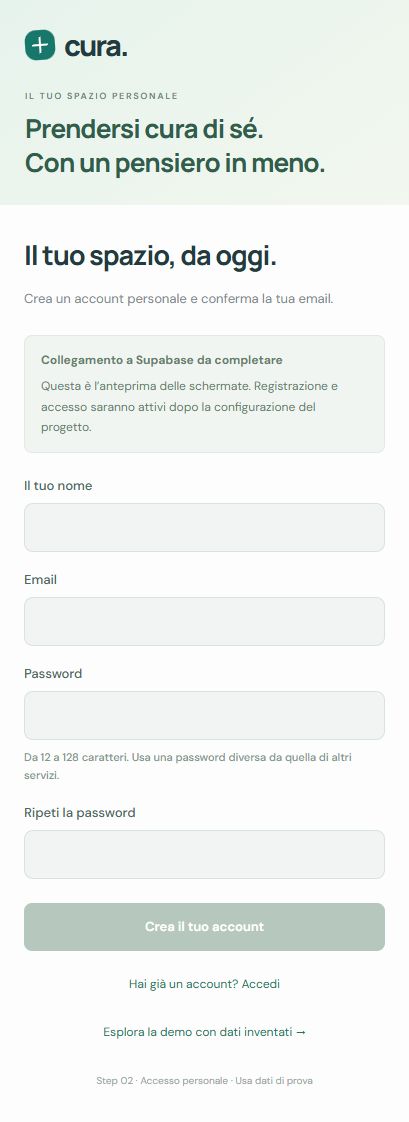 cura.
IL TUO SPAZIO PERSONALE
Prendersi cura di sé.
Con un pensiero in meno.
Il tuo spazio, da oggi.
Crea un account personale e conferma la tua email.
Collegamento a Supabase da completare
Questa è l’anteprima delle schermate. Registrazione e
accesso saranno attivi dopo la configurazione del
progetto.
Il tuo nome
Email
Password
Da 12 a 128 caratteri. Usa una password diversa da quella di altri
servizi.
Ripeti la password
Crea il tuo account
Hai già un account? Accedi
Esplora la demo con dati inventati →
Step 02 · Accesso personale · Usa dati di prova